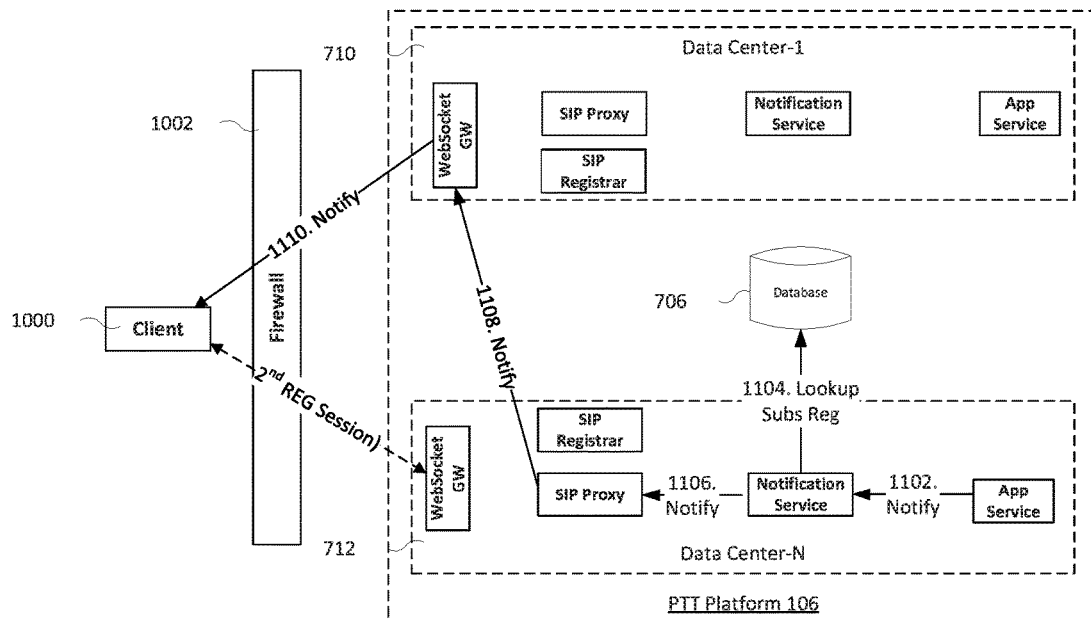 710
Data Center-1
1002
WebSocket
GW
SIP Proxy
Notification
Service
App
Service
SIP
Registrar
1110. Notify
Firewall
1108. Notify
706
Database
1000
Client
2nd REG Session)
1104. Lookup
Subs Reg
WebSocket
GW
SIP
Registrar
SIP Proxy
1106.
Notify
Notification
Service
1102.
Notify
App
Service
712
Data Center-N
PTT Platform 106